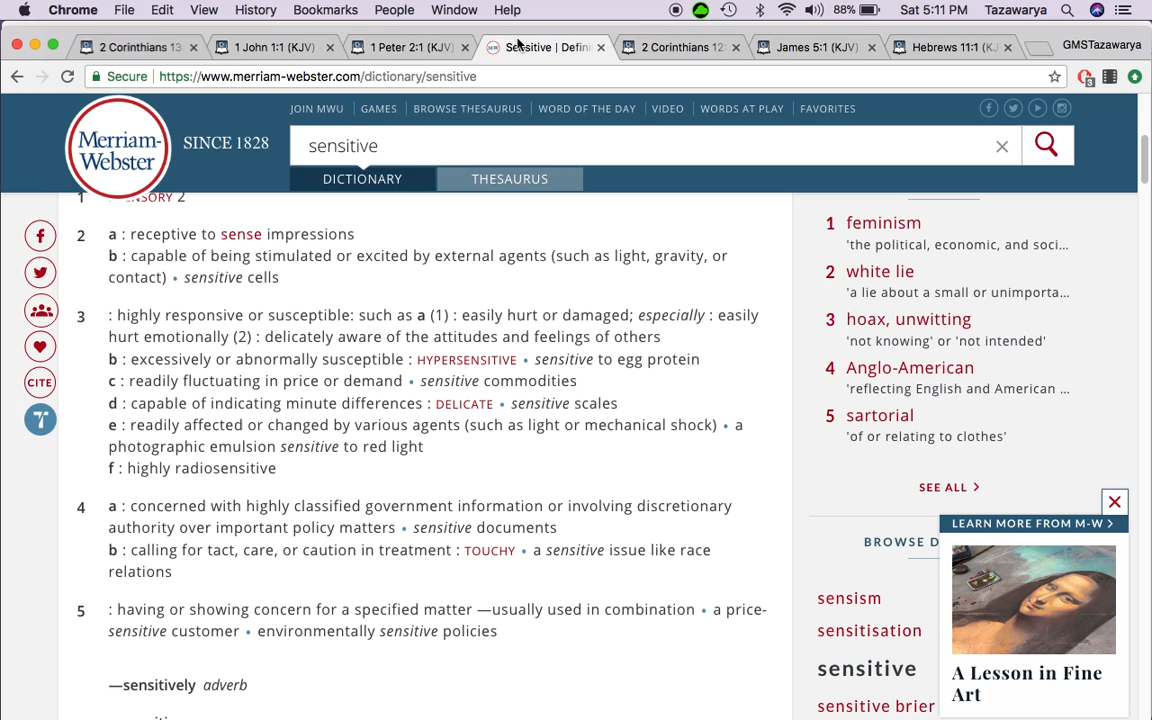 Chrome File Edit View History Bookmarks People Window Help 88% Sat 5:11 PM Tazawarya
2 Corinthians 13 1 John 1:1 (KJV) 1 Peter 2:1 (KJV) Sensitive | Defini 2 Corinthians 12: James 5:1 (KJV) Hebrews 11:1 (KJ GMSTazawarya
Secure https://www.merriam-webster.com/dictionary/sensitive 3
JOIN MWU GAMES BROWSE THESAURUS WORD OF THE DAY VIDEO WORDS AT PLAY FAVORITES
Merriam-
Webster
SINCE 1828
sensitive
DICTIONARY THESAURUS
1 2
2 a : receptive to sense impressions
b : capable of being stimulated or excited by external agents (such as light, gravity, or
contact) • sensitive cells
3 : highly responsive or susceptible: such as a (1) : easily hurt or damaged; especially : easily
hurt emotionally (2) : delicately aware of the attitudes and feelings of others
b : excessively or abnormally susceptible : HYPERSENSITIVE • sensitive to egg protein
c : readily fluctuating in price or demand • sensitive commodities
d : capable of indicating minute differences : DELICATE • sensitive scales
e : readily affected or changed by various agents (such as light or mechanical shock) • a
photographic emulsion sensitive to red light
f : highly radiosensitive
4 a : concerned with highly classified government information or involving discretionary
authority over important policy matters • sensitive documents
b : calling for tact, care, or caution in treatment : TOUCHY • a sensitive issue like race
relations
5 : having or showing concern for a specified matter —usually used in combination • a price-
sensitive customer • environmentally sensitive policies
—sensitively adverb
CITE
1 feminism
'the political, economic, and soci...
2 white lie
'a lie about a small or unimporta...
3 hoax, unwitting
'not knowing' or 'not intended'
4 Anglo-American
'reflecting English and American ...
5 sartorial
'of or relating to clothes'
SEE ALL >
BROWSE D
sensism
sensitisation
sensitive
sensitive brier
LEARN MORE FROM M-W >
A Lesson in Fine
Art